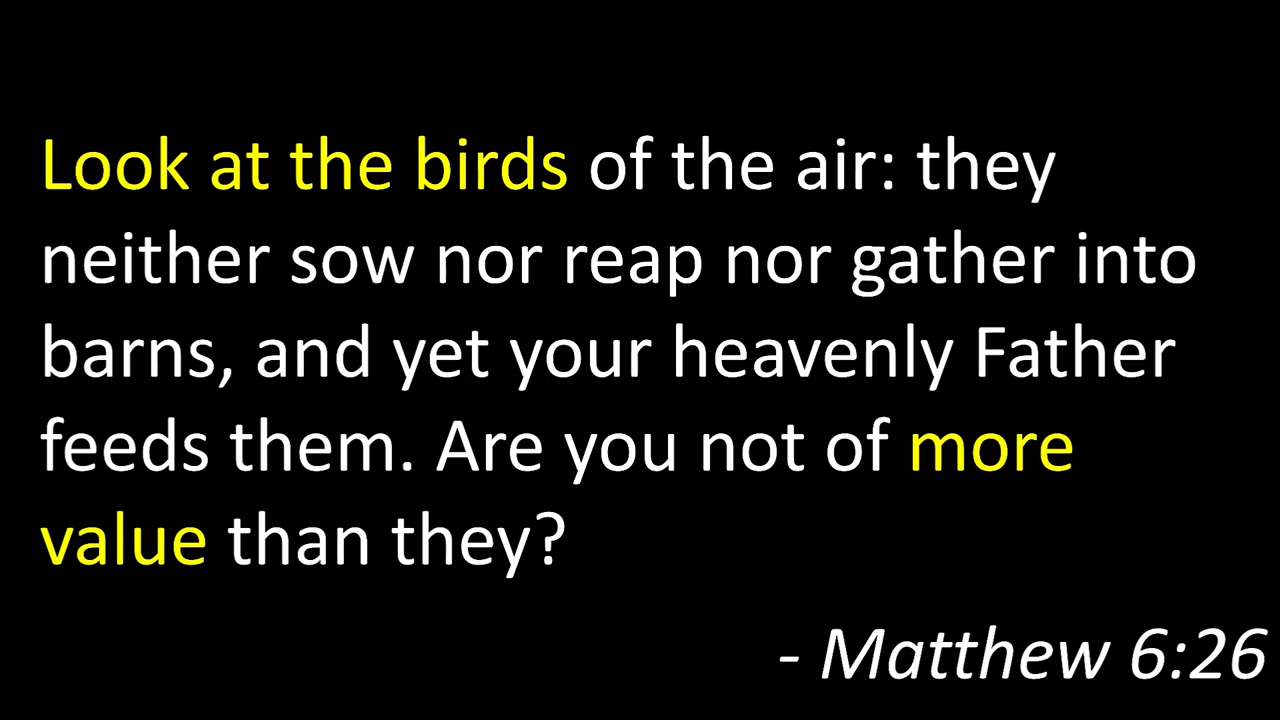 Look at the birds of the air: they
neither sow nor reap nor gather into
barns, and yet your heavenly Father
feeds them. Are you not of more
value than they?
- Matthew 6:26